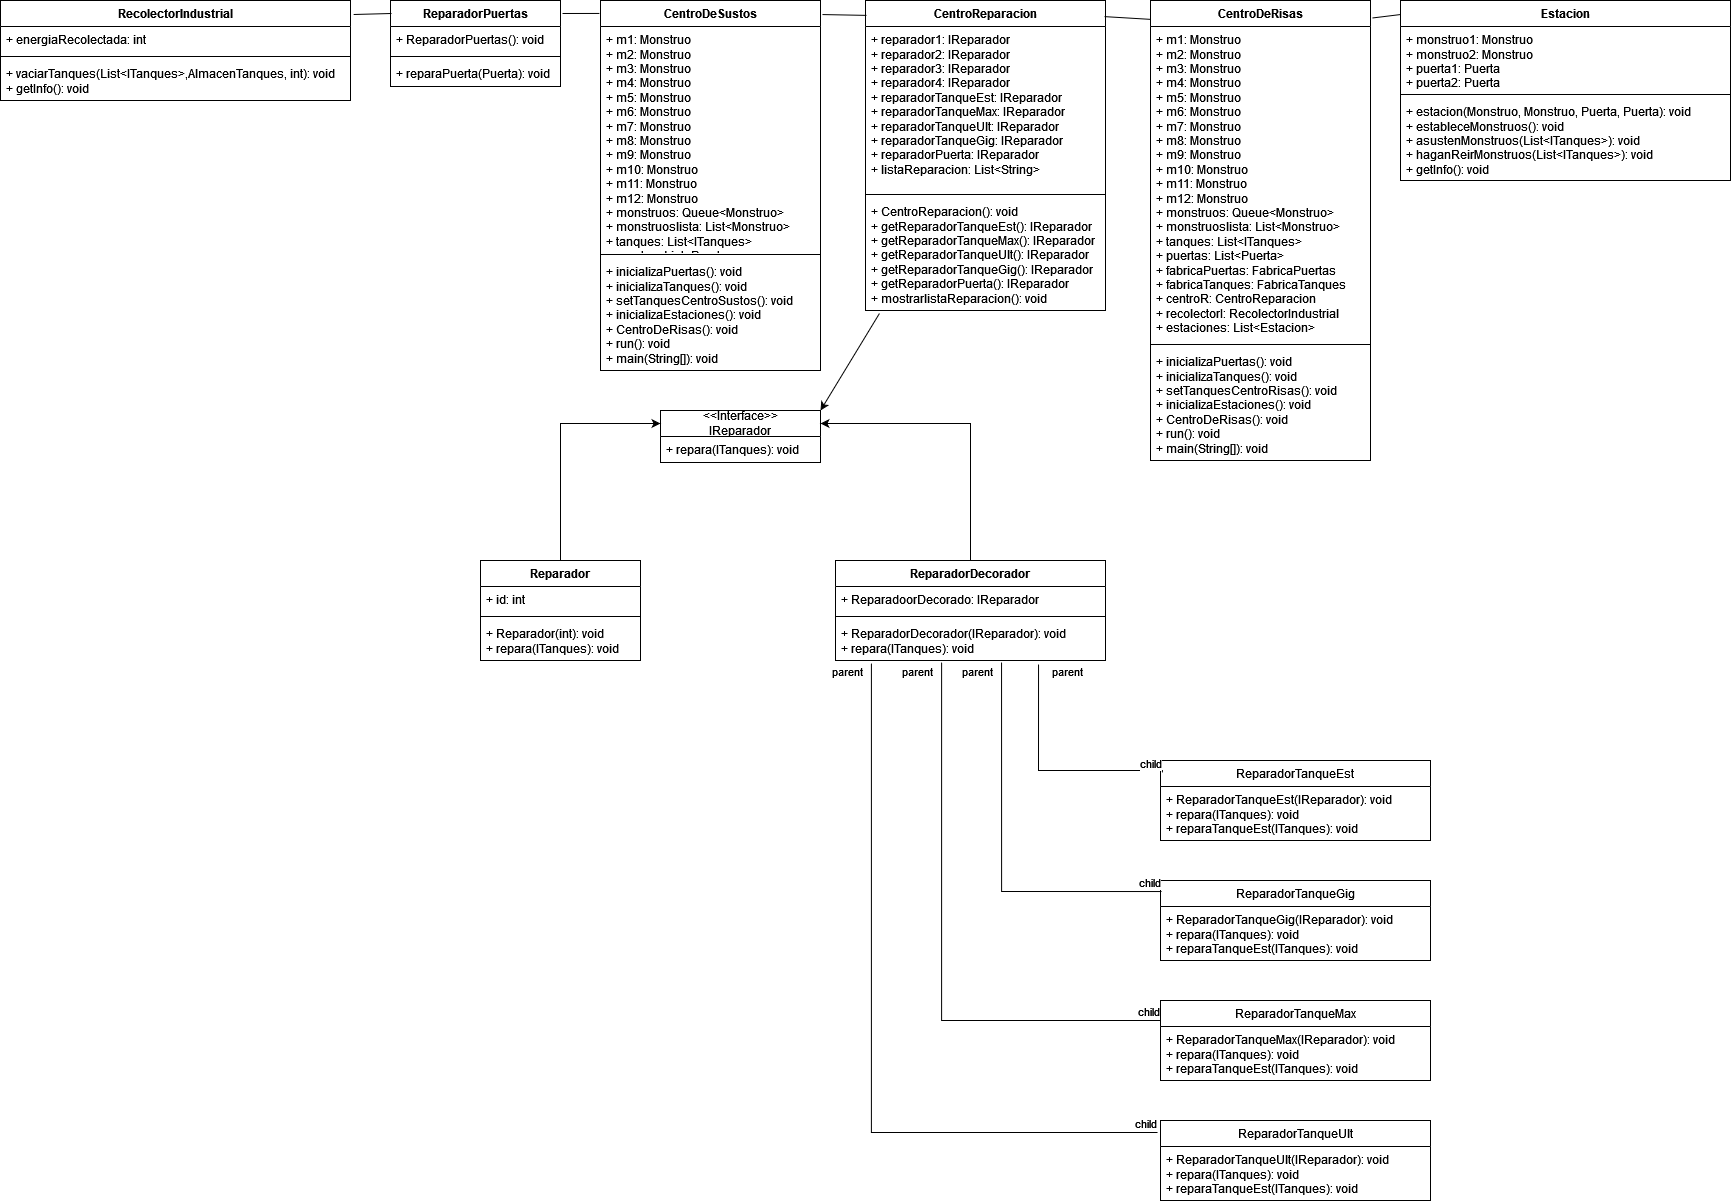 RecolectorIndustrial
+ energiaRecolectada: int
+ vaciarTanques(List<ITanques>,AlmacenTanques, int): void
+ getInfo(): void
ReparadorPuertas
+ ReparadorPuertas(): void
+ reparaPuerta(Puerta): void
CentroDeSustos
+ m1: Monstruo
+ m2: Monstruo
+ m3: Monstruo
+ m4: Monstruo
+ m5: Monstruo
+ m6: Monstruo
+ m7: Monstruo
+ m8: Monstruo
+ m9: Monstruo
+ m10: Monstruo
+ m11: Monstruo
+ m12: Monstruo
+ monstruos: Queue<Monstruo>
+ monstruoslista: List<Monstruo>
+ tanques: List<ITanques>
+ inicializaPuertas(): void
+ inicializaTanques(): void
+ setTanquesCentroSustos(): void
+ inicializaEstaciones(): void
+ CentroDeRisas(): void
+ run(): void
+ main(String[]): void
CentroReparacion
+ reparador1: IReparador
+ reparador2: IReparador
+ reparador3: IReparador
+ reparador4: IReparador
+ reparadorTanqueEst: IReparador
+ reparadorTanqueMax: IReparador
+ reparadorTanqueUlt: IReparador
+ reparadorTanqueGig: IReparador
+ reparadorPuerta: IReparador
+ listaReparacion: List<String>
+ CentroReparacion(): void
+ getReparadorTanqueEst(): IReparador
+ getReparadorTanqueMax(): IReparador
+ getReparadorTanqueUlt(): IReparador
+ getReparadorTanqueGig(): IReparador
+ getReparadorPuerta(): IReparador
+ mostrarlistaReparacion(): void
CentroDeRisas
+ m1: Monstruo
+ m2: Monstruo
+ m3: Monstruo
+ m4: Monstruo
+ m5: Monstruo
+ m6: Monstruo
+ m7: Monstruo
+ m8: Monstruo
+ m9: Monstruo
+ m10: Monstruo
+ m11: Monstruo
+ m12: Monstruo
+ monstruos: Queue<Monstruo>
+ monstruoslista: List<Monstruo>
+ tanques: List<ITanques>
+ puertas: List<Puerta>
+ fabricaPuertas: FabricaPuertas
+ fabricaTanques: FabricaTanques
+ centroR: CentroReparacion
+ recolectorI: RecolectorIndustrial
+ estaciones: List<Estacion>
+ inicializaPuertas(): void
+ inicializaTanques(): void
+ setTanquesCentroRisas(): void
+ inicializaEstaciones(): void
+ CentroDeRisas(): void
+ run(): void
+ main(String[]): void
Estacion
+ monstruo1: Monstruo
+ monstruo2: Monstruo
+ puerta1: Puerta
+ puerta2: Puerta
+ estacion(Monstruo, Monstruo, Puerta, Puerta): void
+ estableceMonstruos(): void
+ asustenMonstruos(List<ITanques>): void
+ haganReirMonstruos(List<ITanques>): void
+ getInfo(): void
<<Interface>>
IReparador
+ repara(ITanques): void
Reparador
+ id: int
+ Reparador(int): void
+ repara(ITanques): void
ReparadorDecorador
+ ReparadoorDecorado: IReparador
+ ReparadorDecorador(IReparador): void
+ repara(ITanques): void
parent
parent
parent
parent
child
ReparadorTanqueEst
+ ReparadorTanqueEst(IReparador): void
+ repara(ITanques): void
+ reparaTanqueEst(ITanques): void
child
ReparadorTanqueGig
+ ReparadorTanqueGig(IReparador): void
+ repara(ITanques): void
+ reparaTanqueEst(ITanques): void
child
ReparadorTanqueMax
+ ReparadorTanqueMax(IReparador): void
+ repara(ITanques): void
+ reparaTanqueEst(ITanques): void
child
ReparadorTanqueUlt
+ ReparadorTanqueUlt(IReparador): void
+ repara(ITanques): void
+ reparaTanqueEst(ITanques): void